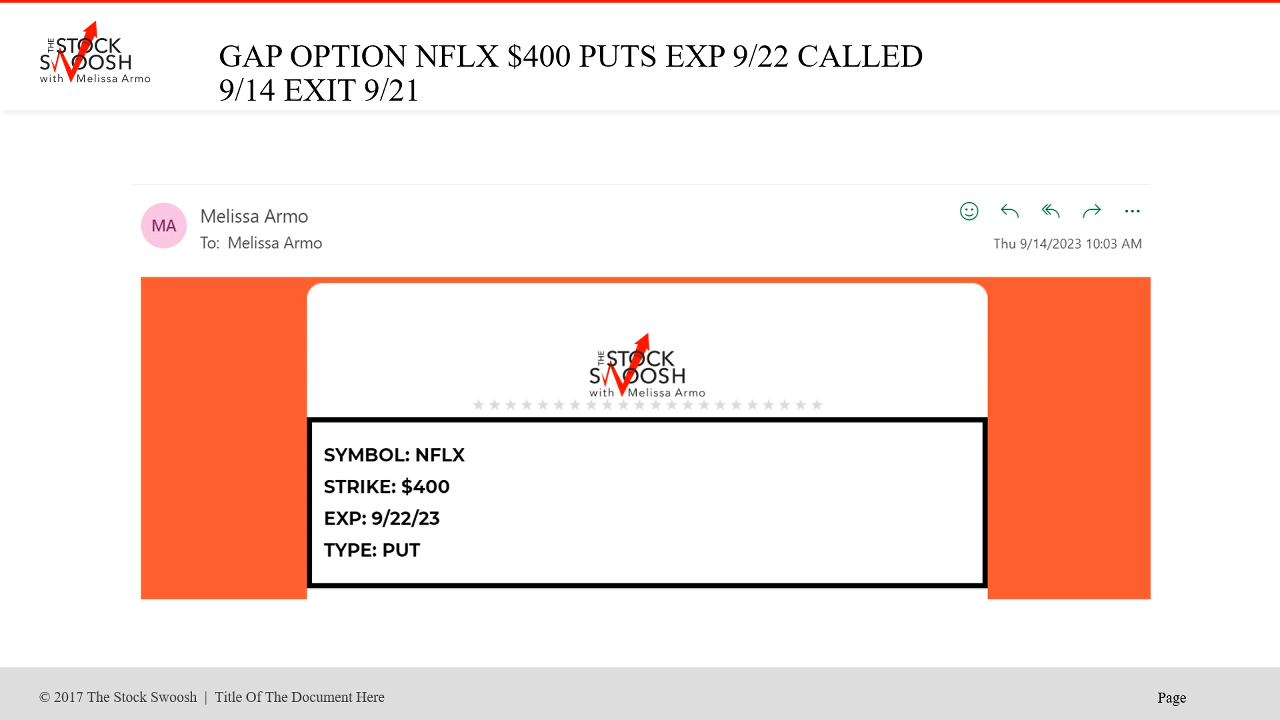 THE STOCK SWOOSH
with Melissa Armo
GAP OPTION NFLX $400 PUTS EXP 9/22 CALLED
9/14 EXIT 9/21
MA
Melissa Armo
To: Melissa Armo
Thu 9/14/2023 10:03 AM
THE STOCK
SWOOSH
with Melissa Armo
SYMBOL: NFLX
STRIKE: $400
EXP: 9/22/23
TYPE: PUT
© 2017 The Stock Swoosh | Title Of The Document Here
Page